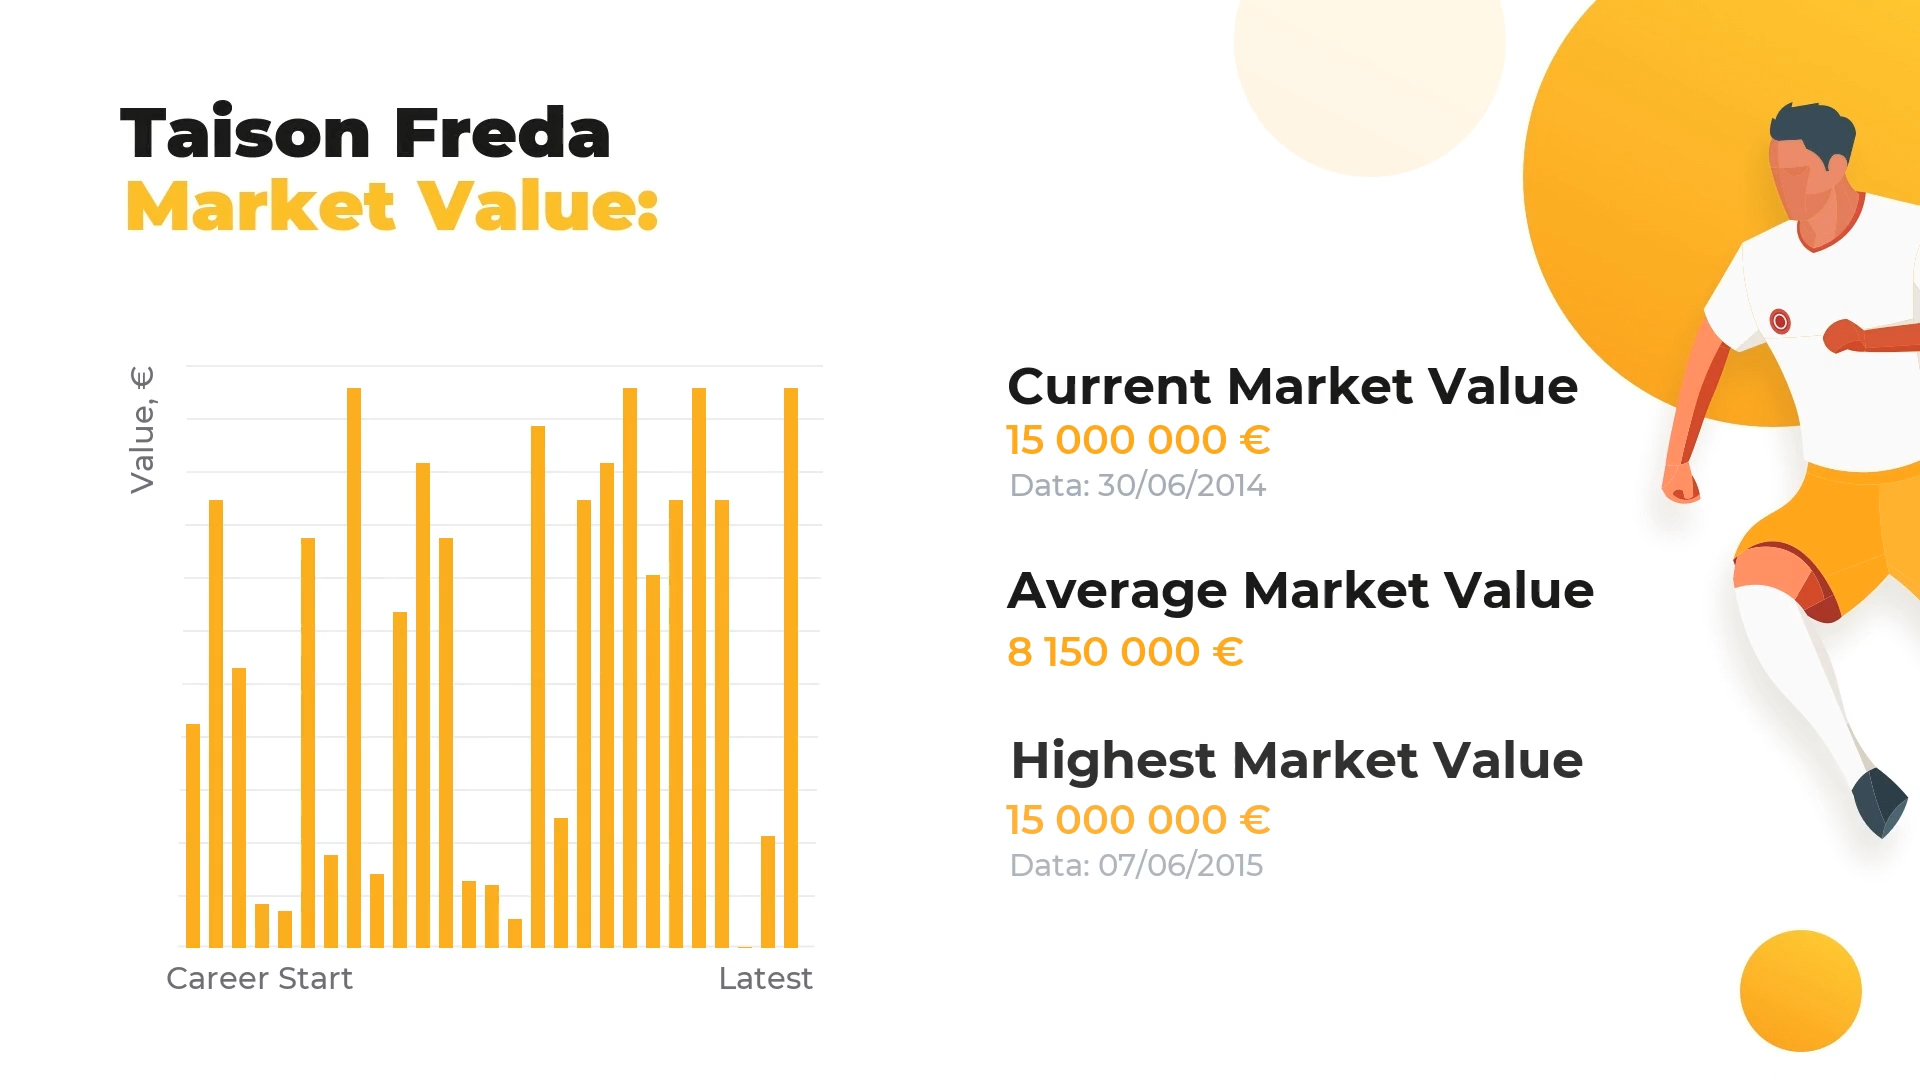 Taison Freda
Market Value:
Value, €
Career Start
Latest
Current Market Value
15 000 000 €
Data: 30/06/2014
Average Market Value
8 150 000 €
Highest Market Value
15 000 000 €
Data: 07/06/2015